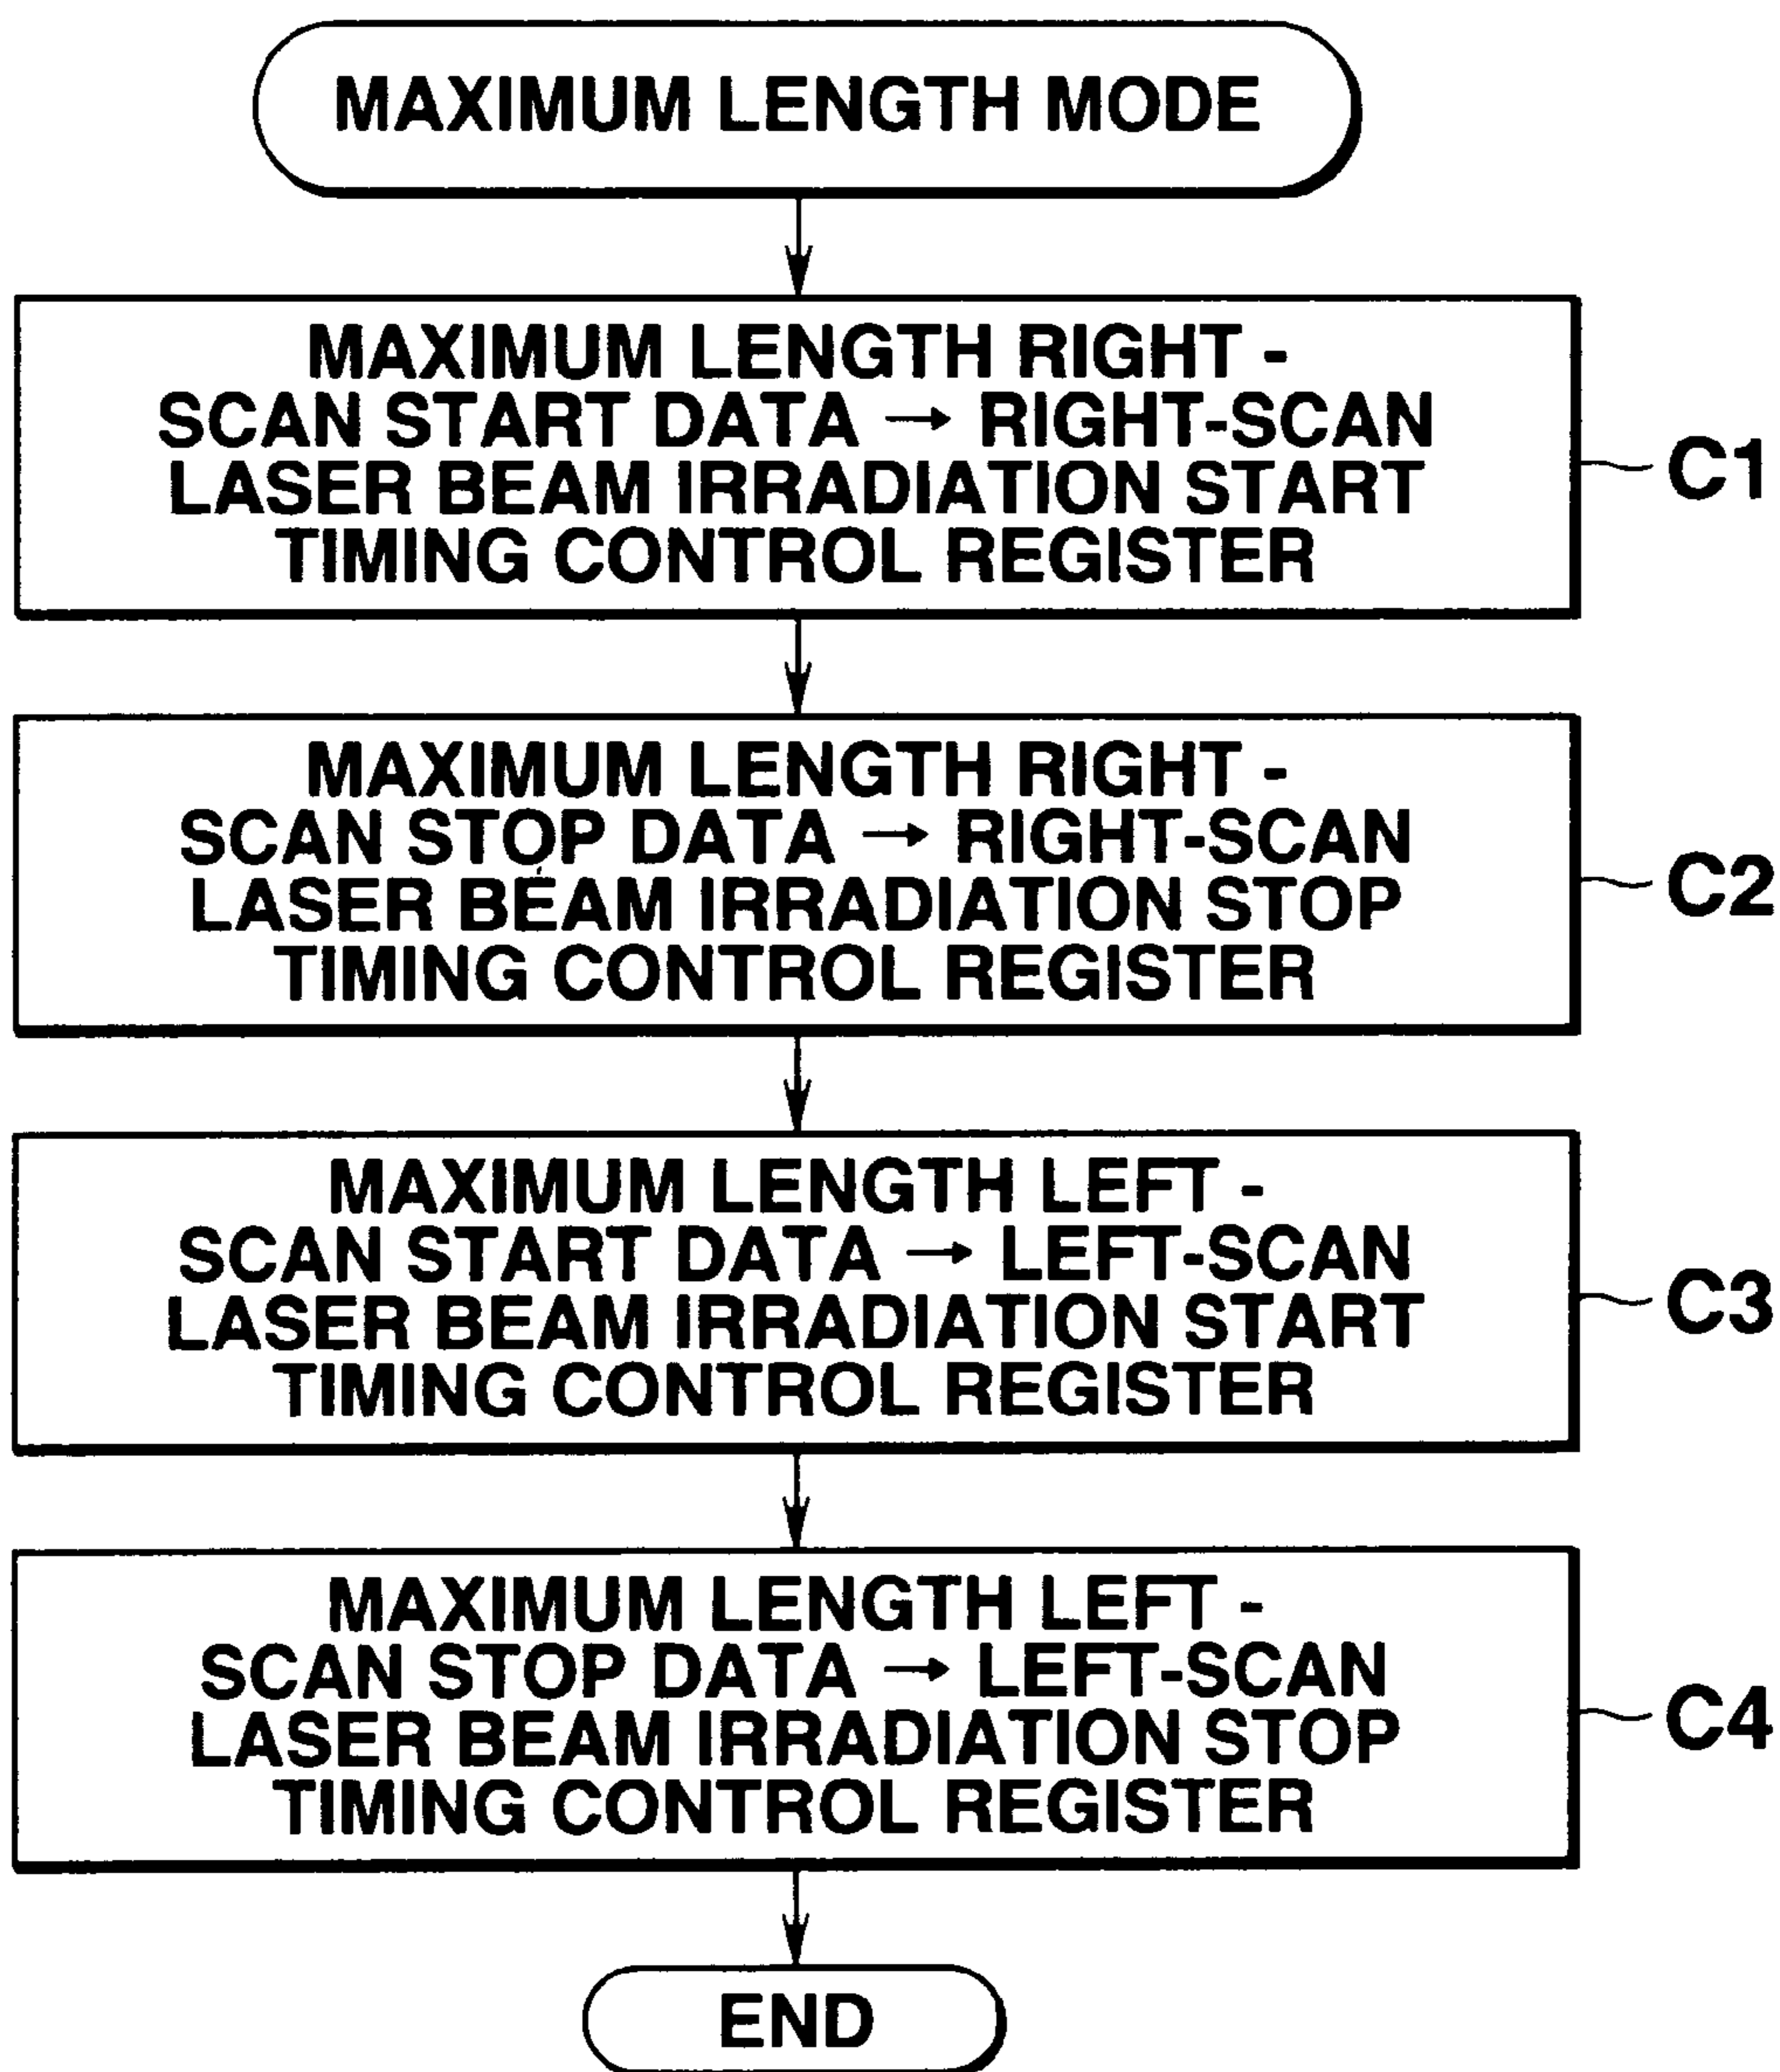 MAXIMUM LENGTH MODE
MAXIMUM LENGTH RIGHT -
SCAN START DATA → RIGHT-SCAN
LASER BEAM IRRADIATION START
TIMING CONTROL REGISTER
C1
MAXIMUM LENGTH RIGHT -
SCAN STOP DATA → RIGHT-SCAN
LASER BEAM IRRADIATION STOP
TIMING CONTROL REGISTER
C2
MAXIMUM LENGTH LEFT -
SCAN START DATA → LEFT-SCAN
LASER BEAM IRRADIATION START
TIMING CONTROL REGISTER
C3
MAXIMUM LENGTH LEFT -
SCAN STOP DATA → LEFT-SCAN
LASER BEAM IRRADIATION STOP
TIMING CONTROL REGISTER
C4
END